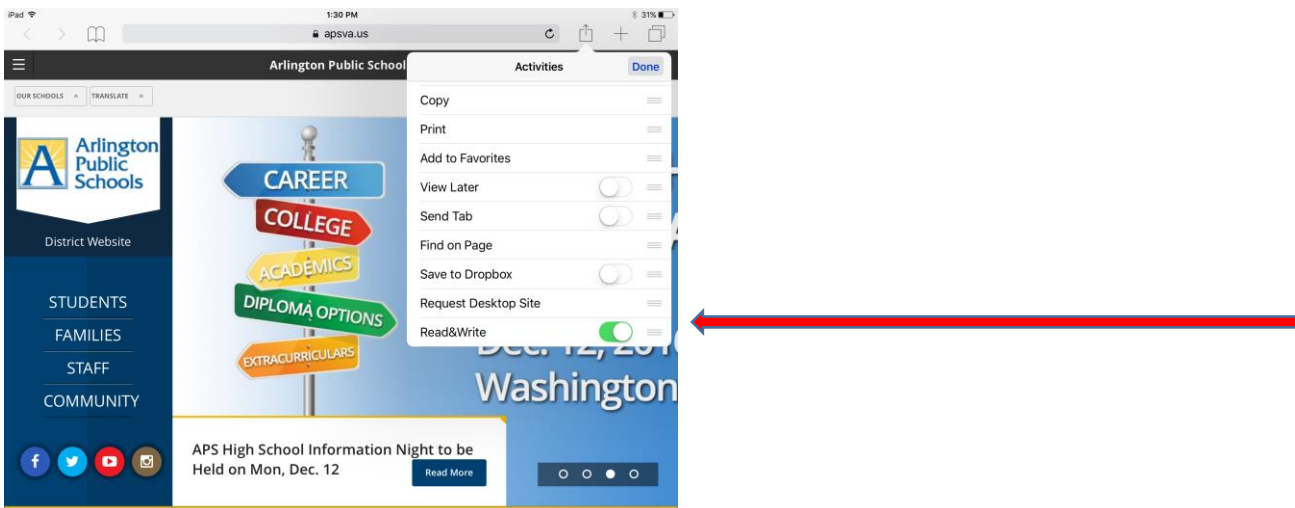 iPad 1:30 PM 31%
apsva.us
Arlington Public School
Activities Done
OUR SCHOOLS TRANSLATE
Copy
Print
Add to Favorites
View Later
Send Tab
Find on Page
Save to Dropbox
Request Desktop Site
Read&Write
Arlington
Public
Schools
District Website
STUDENTS
FAMILIES
STAFF
COMMUNITY
CAREER
COLLEGE
ACADEMICS
DIPLOMA OPTIONS
EXTRACURRICULARS
Dec. 12, 2016
Washington
APS High School Information Night to be
Held on Mon, Dec. 12
Read More